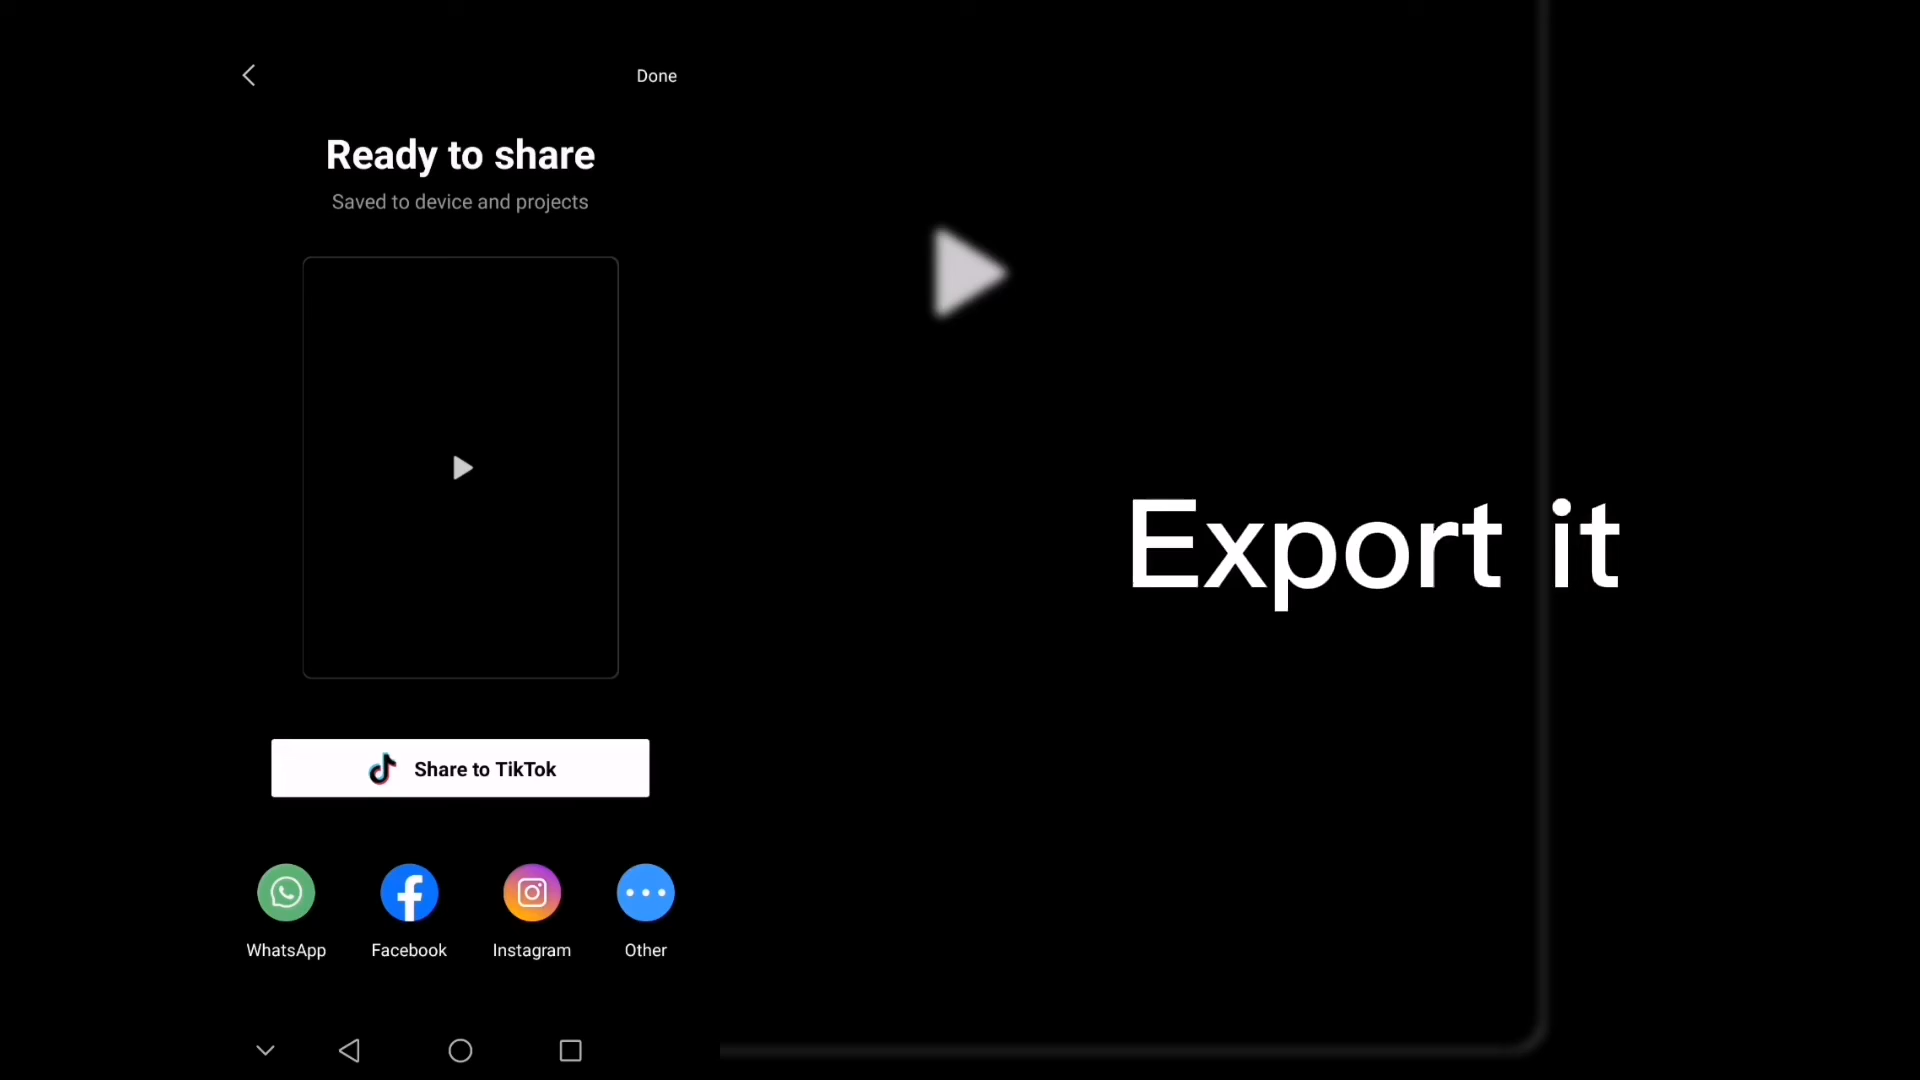 Done
Ready to share
Saved to device and projects
Export it
Share to TikTok
WhatsApp Facebook Instagram Other